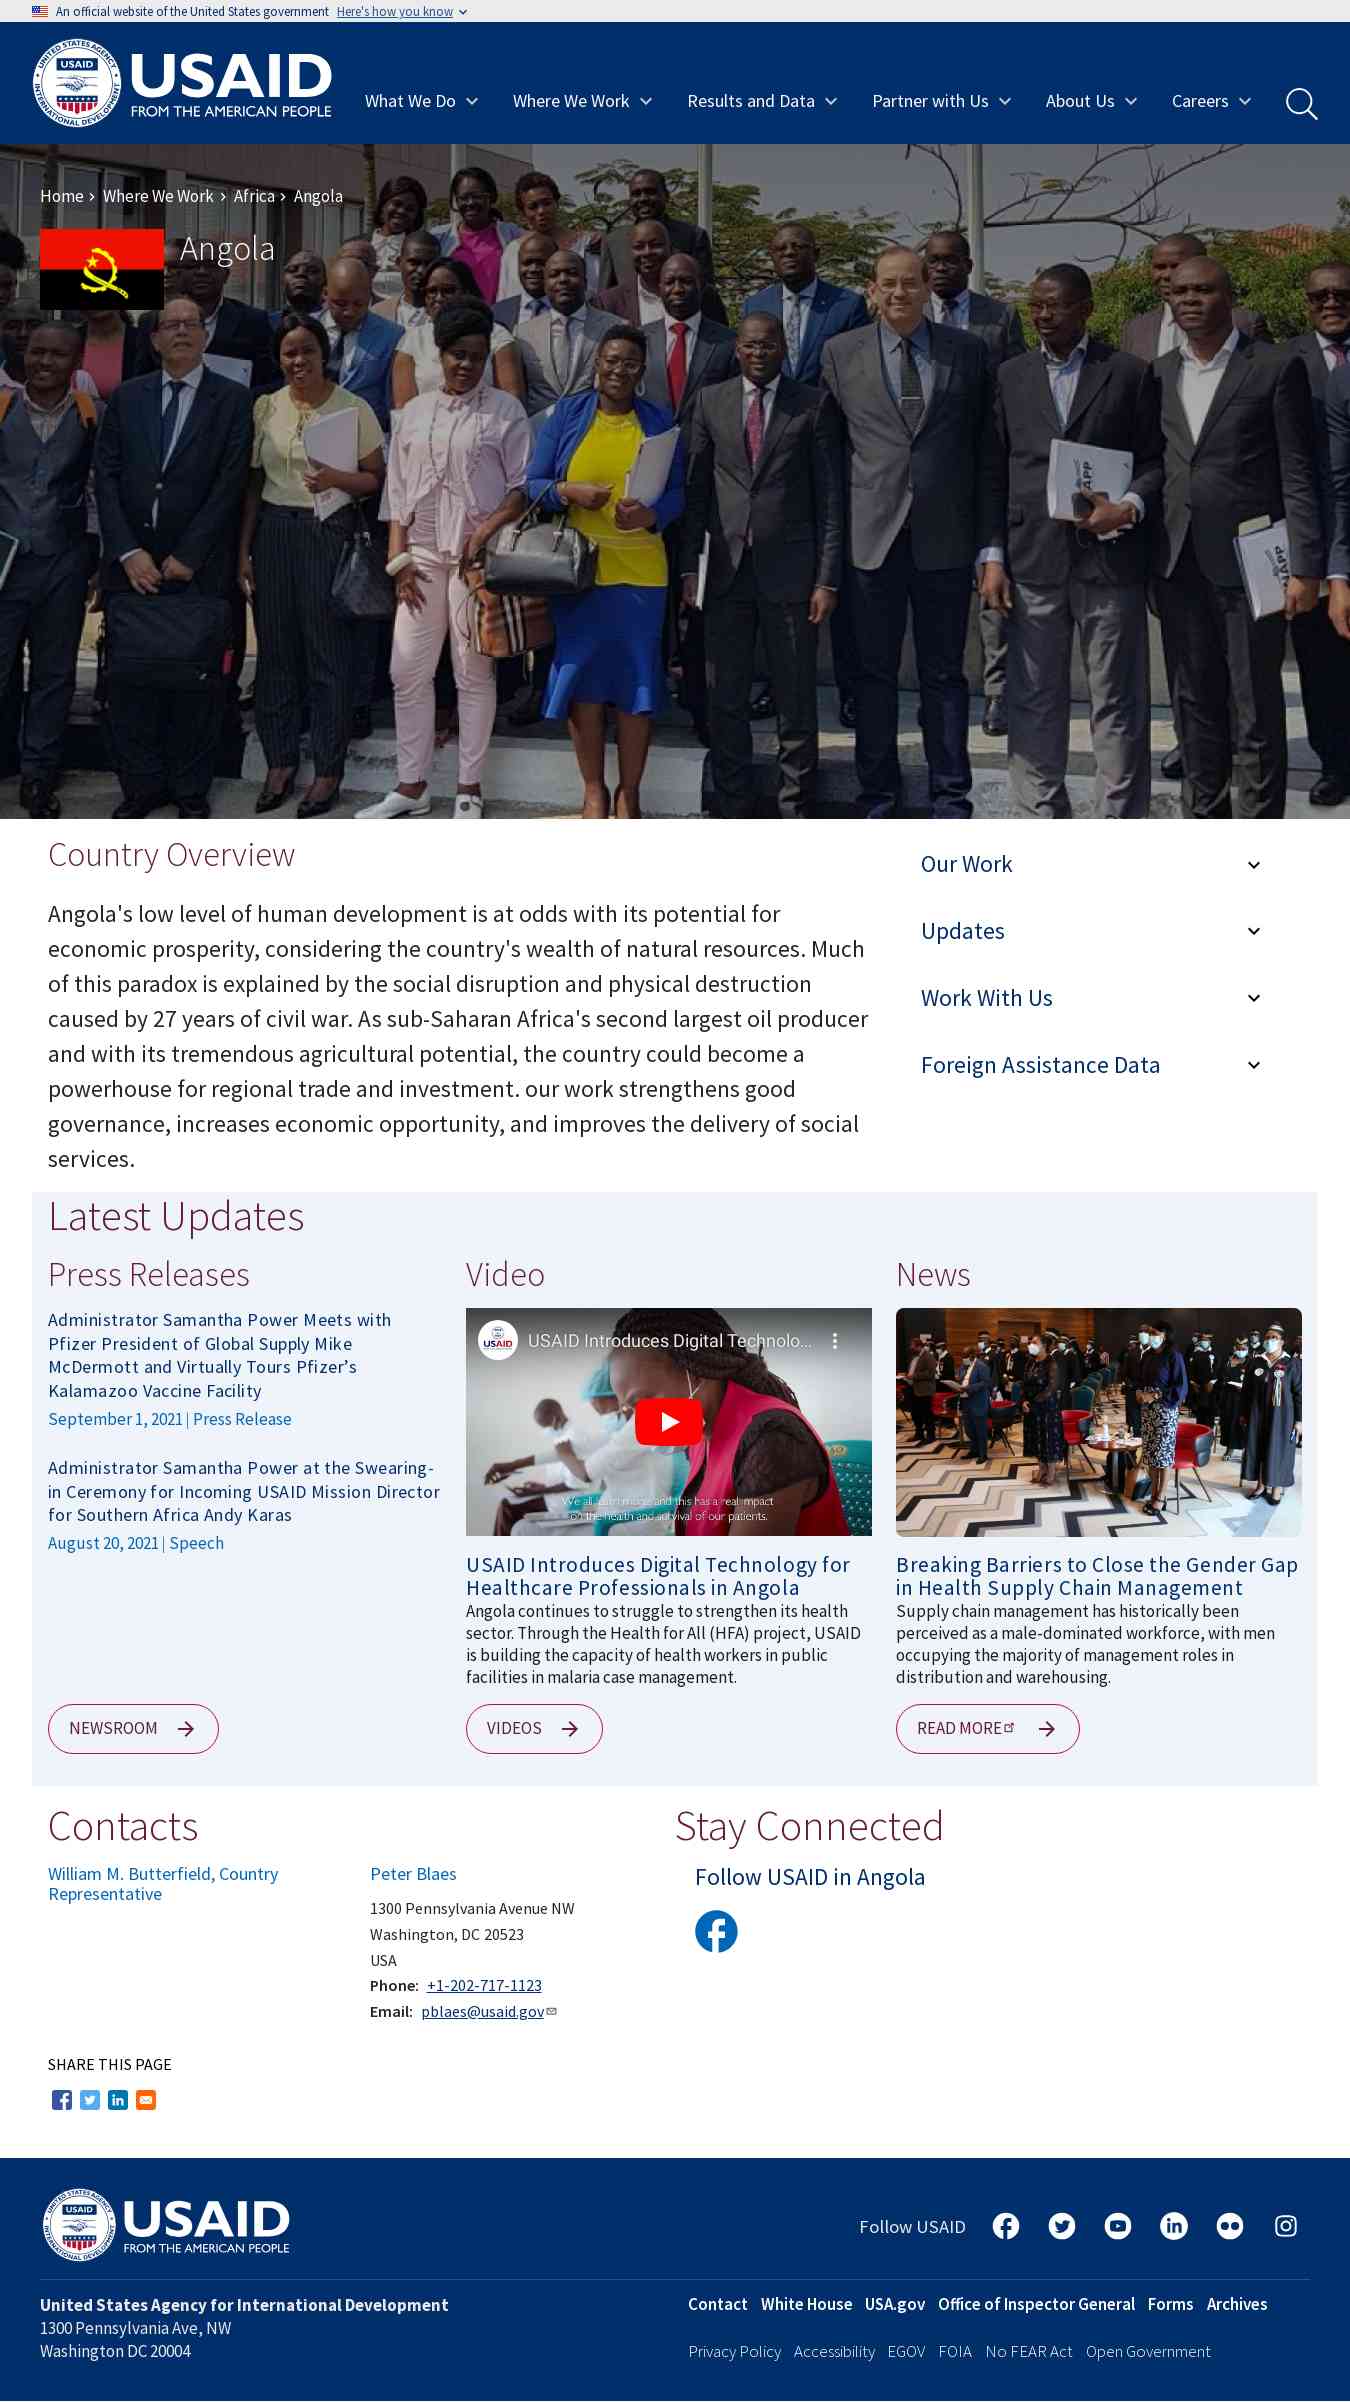 An official website of the United States government Here's how you know
USAID
FROM THE AMERICAN PEOPLE
What We Do
Where We Work
Results and Data
Partner with Us
About Us
Careers
Home
Where We Work
Africa
Angola
Angola
Country Overview
Angola's low level of human development is at odds with its potential for
economic prosperity, considering the country's wealth of natural resources. Much
of this paradox is explained by the social disruption and physical destruction
caused by 27 years of civil war. As sub-Saharan Africa's second largest oil producer
and with its tremendous agricultural potential, the country could become a
powerhouse for regional trade and investment. our work strengthens good
governance, increases economic opportunity, and improves the delivery of social
services.
Our Work
Updates
Work With Us
Foreign Assistance Data
Latest Updates
Press Releases
Administrator Samantha Power Meets with
Pfizer President of Global Supply Mike
McDermott and Virtually Tours Pfizer’s
Kalamazoo Vaccine Facility
September 1, 2021 | Press Release
Administrator Samantha Power at the Swearing-
in Ceremony for Incoming USAID Mission Director
for Southern Africa Andy Karas
August 20, 2021 | Speech
NEWSROOM
Video
USAID Introduces Digital Technolo...
We all learn more and this has a real impact
on the health and survival of our patients.
USAID Introduces Digital Technology for
Healthcare Professionals in Angola
Angola continues to struggle to strengthen its health
sector. Through the Health for All (HFA) project, USAID
is building the capacity of health workers in public
facilities in malaria case management.
VIDEOS
News
Breaking Barriers to Close the Gender Gap
in Health Supply Chain Management
Supply chain management has historically been
perceived as a male-dominated workforce, with men
occupying the majority of management roles in
distribution and warehousing.
READ MORE
Contacts
William M. Butterfield, Country
Representative
Peter Blaes
1300 Pennsylvania Avenue NW
Washington, DC 20523
USA
Phone: +1-202-717-1123
Email: pblaes@usaid.gov
Stay Connected
Follow USAID in Angola
SHARE THIS PAGE
USAID
FROM THE AMERICAN PEOPLE
Follow USAID
United States Agency for International Development
1300 Pennsylvania Ave, NW
Washington DC 20004
Contact White House USA.gov Office of Inspector General Forms Archives
Privacy Policy Accessibility EGOV FOIA No FEAR Act Open Government